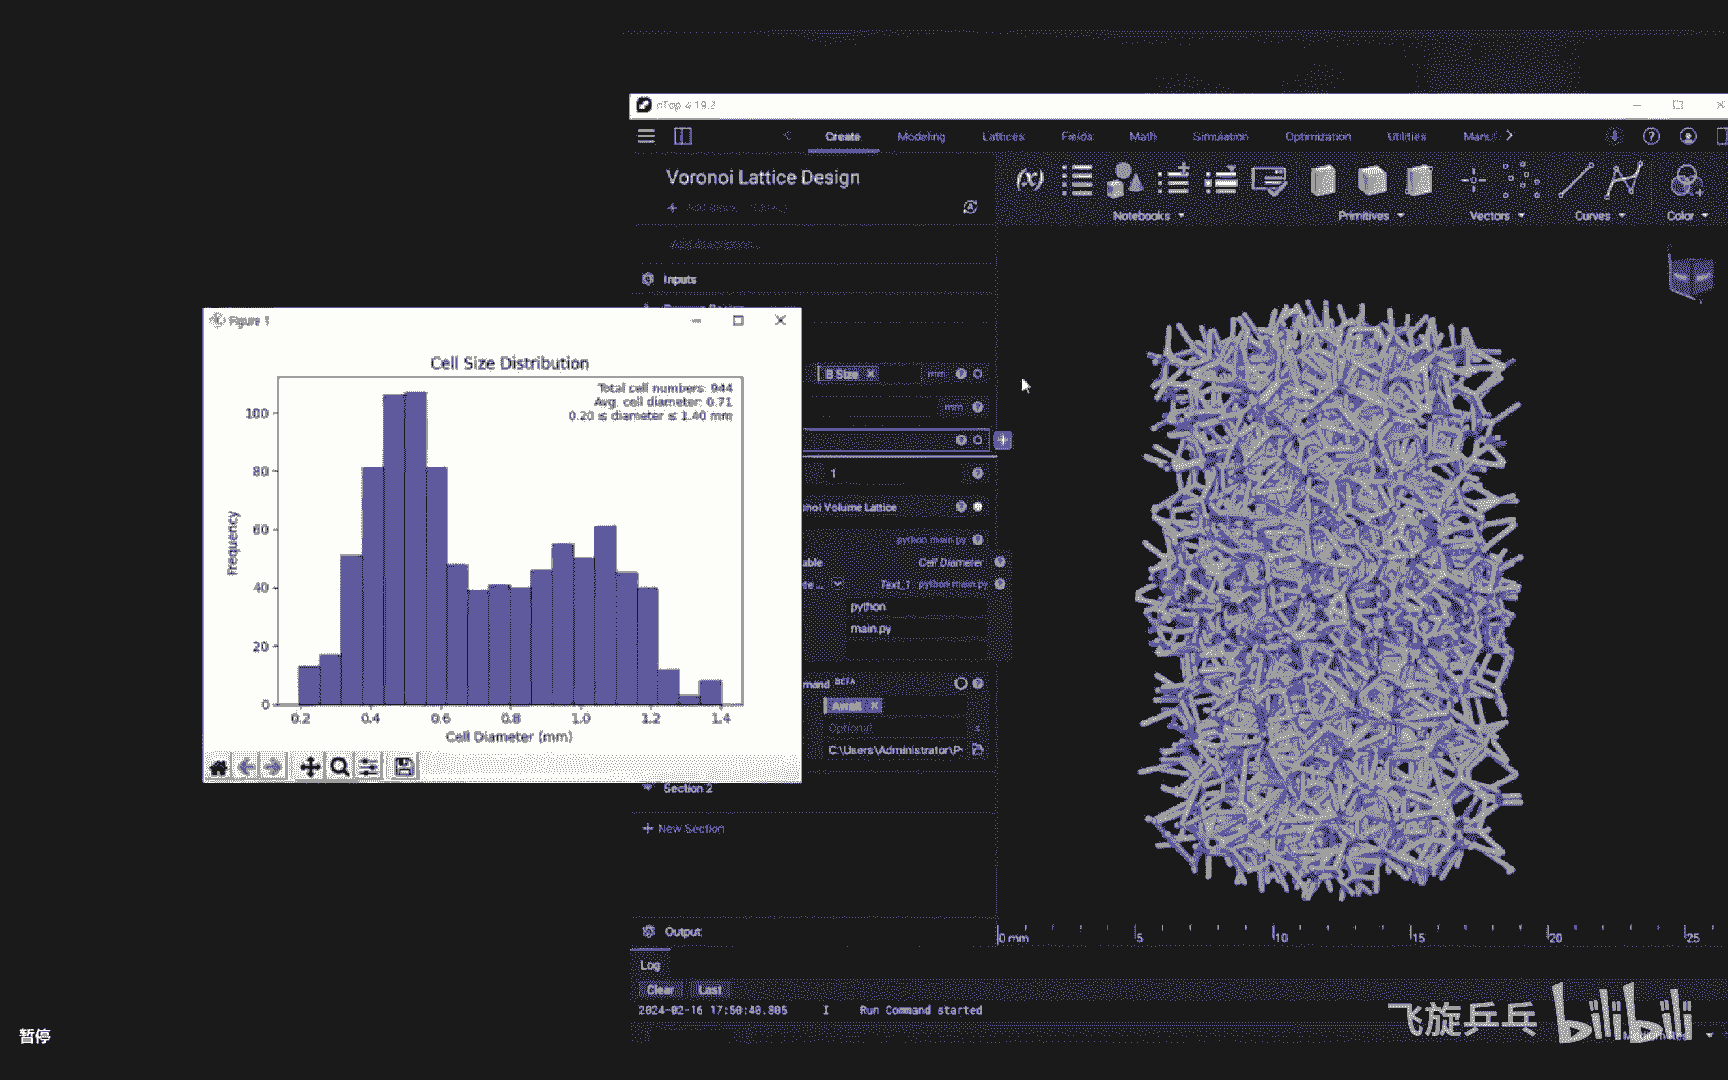 nTop 4.19.2
Create
Modeling
Lattices
Fields
Math
Simulation
Optimization
Utilities
Manu
Voronoi Lattice Design
Notebooks
Primitives
Vectors
Curves
Color
Inputs
Figure 1
Cell Size Distribution
Total cell numbers: 944
Avg. cell diameter: 0.71
0.20 ≤ diameter ≤ 1.40 mm
Frequency
100
80
60
40
20
0
0.2 0.4 0.6 0.8 1.0 1.2 1.4
Cell Diameter (mm)
B Size
mm
mm
1
noi Volume Lattice
python main.py
able
Cell Diameter
Text_1 python main.py
python
main.py
mand BETA
Await
Optional
C:\Users\Administrator\P
Section 2
New Section
Output
0 mm 5 10 15 20 25
Log
Clear Last
2024-02-16 17:50:40.805 I Run Command started
飞旋乒乓 bilibili
暂停